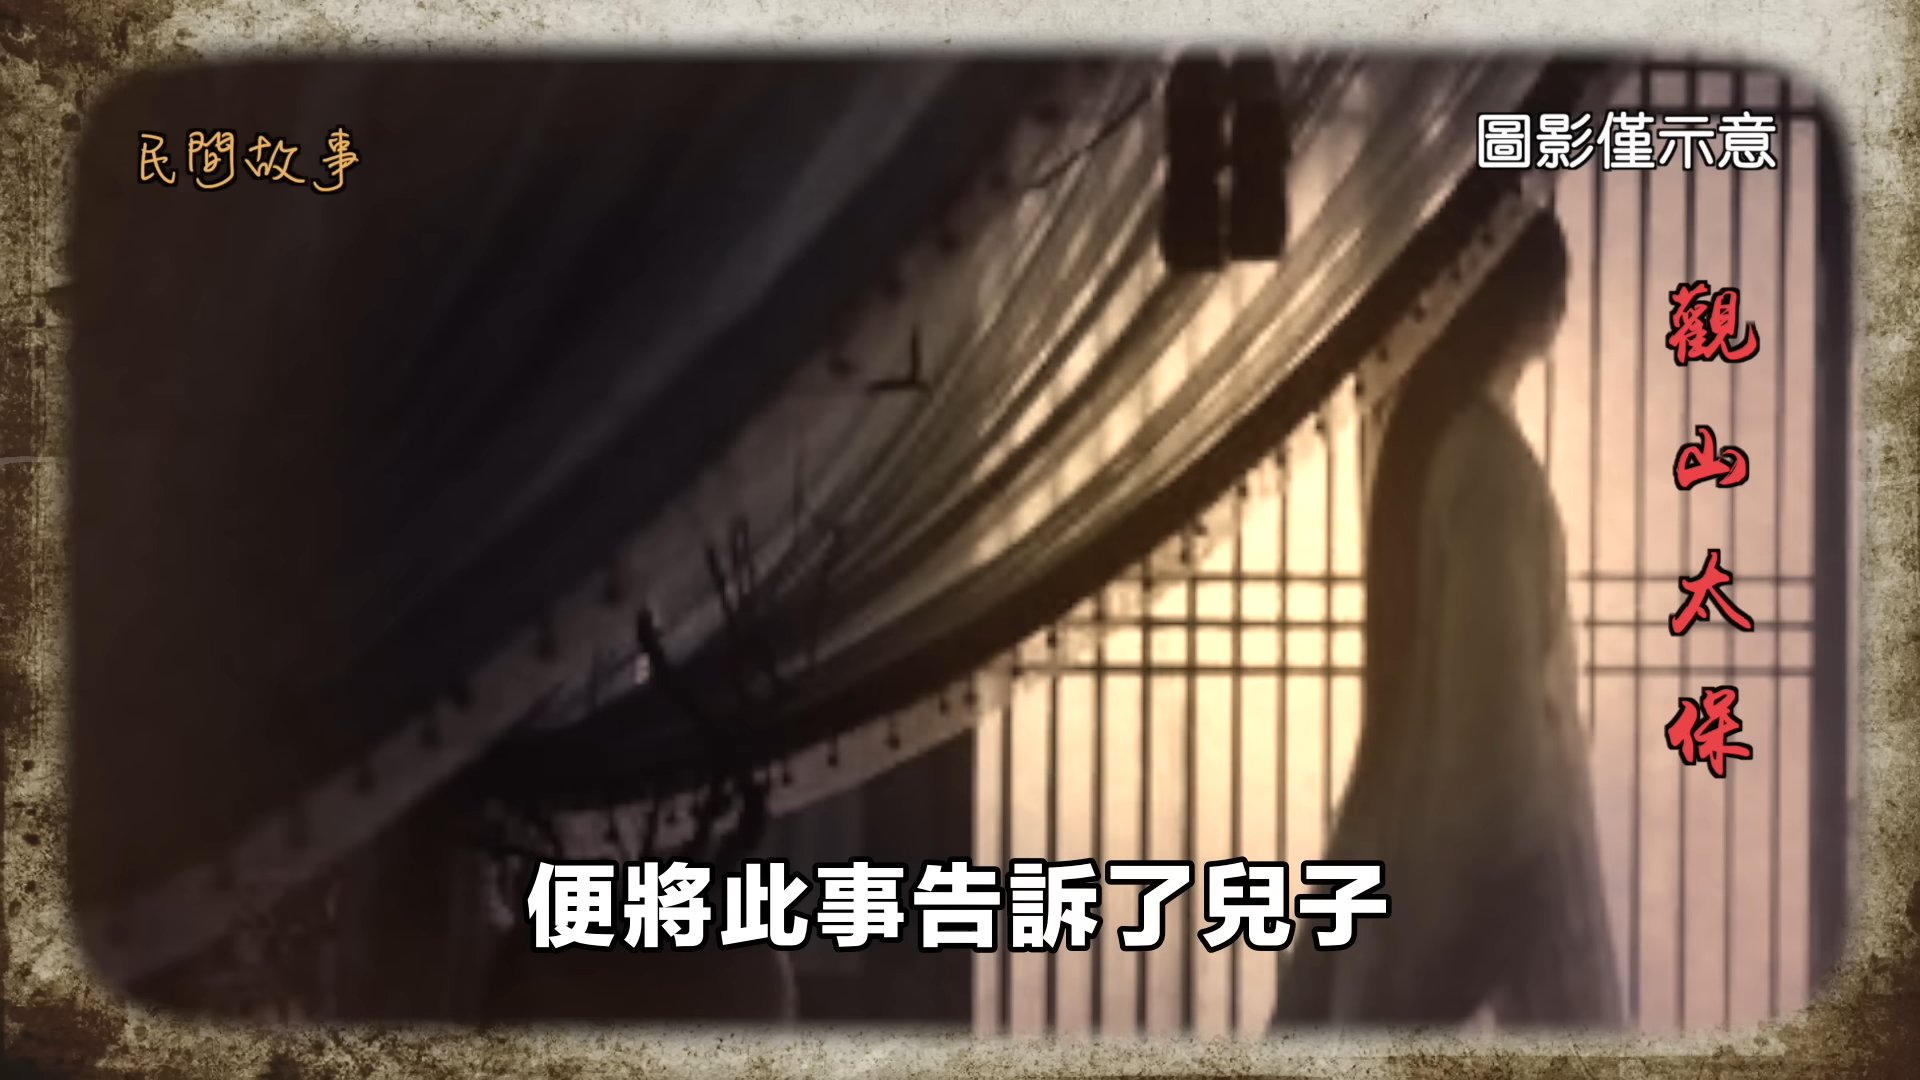 民間故事
圖影僅示意
觀山太保
便將此事告訴了兒子